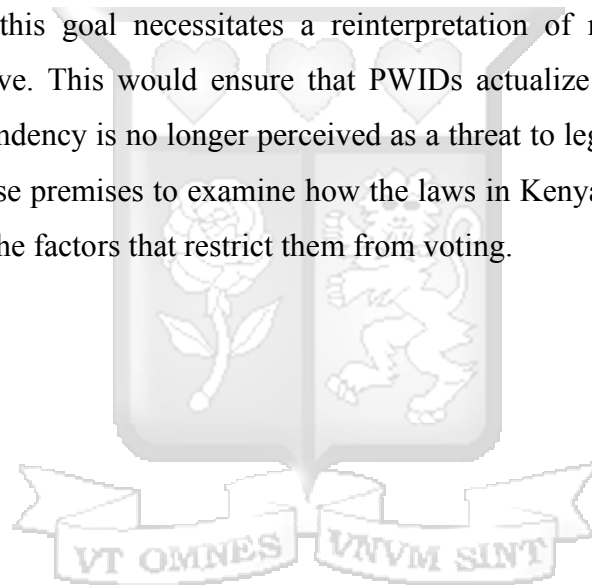 this goal necessitates a reinterpretation of
ve. This would ensure that PWIDs actualize
ndency is no longer perceived as a threat to leg
se premises to examine how the laws in Kenya
he factors that restrict them from voting.
VT OMNES VNVM SINT